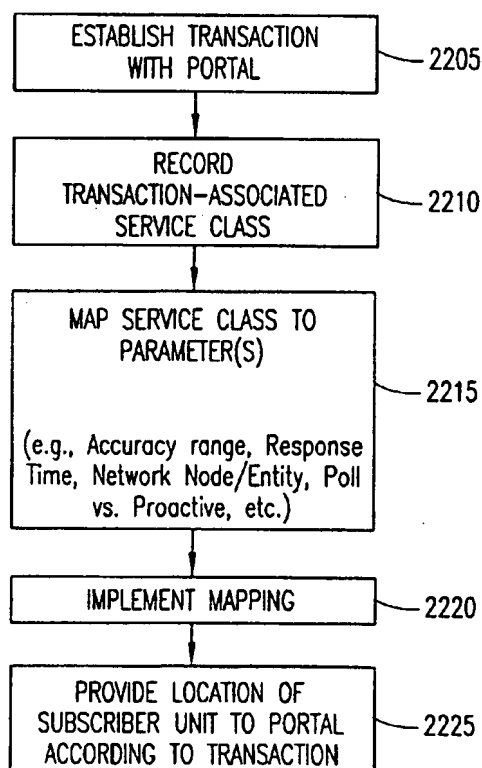 ESTABLISH TRANSACTION
WITH PORTAL
2205
RECORD
TRANSACTION-ASSOCIATED
SERVICE CLASS
2210
MAP SERVICE CLASS TO
PARAMETER(S)
(e.g., Accuracy range, Response
Time, Network Node/Entity, Poll
vs. Proactive, etc.)
2215
IMPLEMENT MAPPING
2220
PROVIDE LOCATION OF
SUBSCRIBER UNIT TO PORTAL
ACCORDING TO TRANSACTION
2225